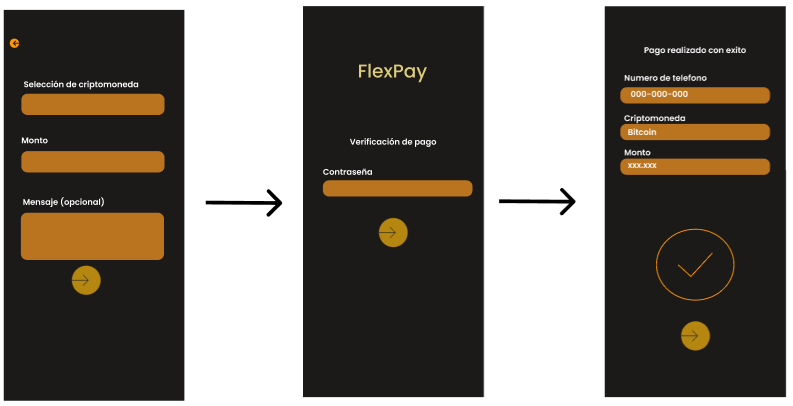 Selección de criptomoneda
Monto
Mensaje (opcional)
FlexPay
Verificación de pago
Contraseña
Pago realizado con exito
Numero de telefono
000-000-000
Criptomoneda
Bitcoin
Monto
xxx.xxx